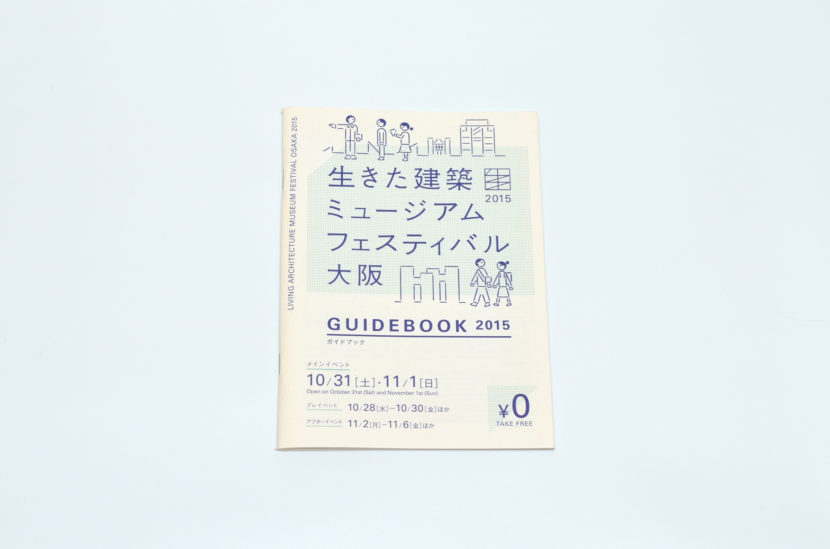 LIVING ARCHITECTURE MUSEUM FESTIVAL OSAKA 2015
生きた建築
2015
ミュージアム
フェスティバル
大阪
GUIDEBOOK 2015
ガイドブック
メインイベント
10/31[土]・11/1[日]
Open on October 31st (Sat) and November 1st (Sun)
プレイベント 10/28[水]—10/30[金]ほか
アフターイベント 11/2[月]—11/6[金]ほか
¥0
TAKE FREE